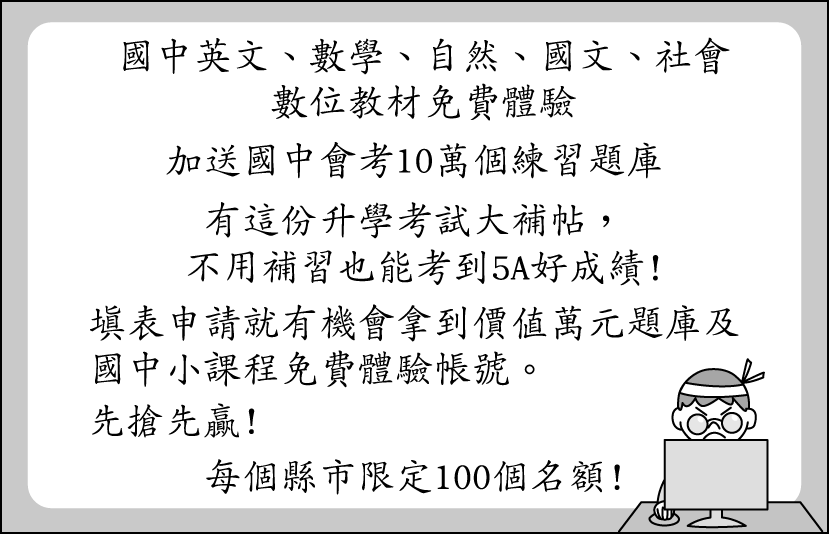 國中英文、數學、自然、國文、社會
數位教材免費體驗
加送國中會考10萬個練習題庫
有這份升學考試大補帖，
不用補習也能考到5A好成績!
填表申請就有機會拿到價值萬元題庫及
國中小課程免費體驗帳號。
先搶先贏!
每個縣市限定100個名額!